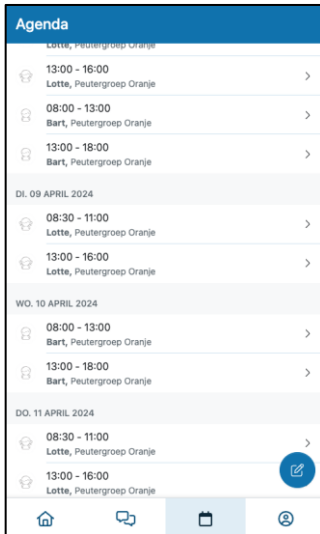 Agenda
Lotte, Peutergroep Oranje
13:00 - 16:00
Lotte, Peutergroep Oranje
08:00 - 13:00
Bart, Peutergroep Oranje
13:00 - 18:00
Bart, Peutergroep Oranje
DI. 09 APRIL 2024
08:30 - 11:00
Lotte, Peutergroep Oranje
13:00 - 16:00
Lotte, Peutergroep Oranje
WO. 10 APRIL 2024
08:00 - 13:00
Bart, Peutergroep Oranje
13:00 - 18:00
Bart, Peutergroep Oranje
DO. 11 APRIL 2024
08:30 - 11:00
Lotte, Peutergroep Oranje
13:00 - 16:00
Lotte, Peutergroep Oranje